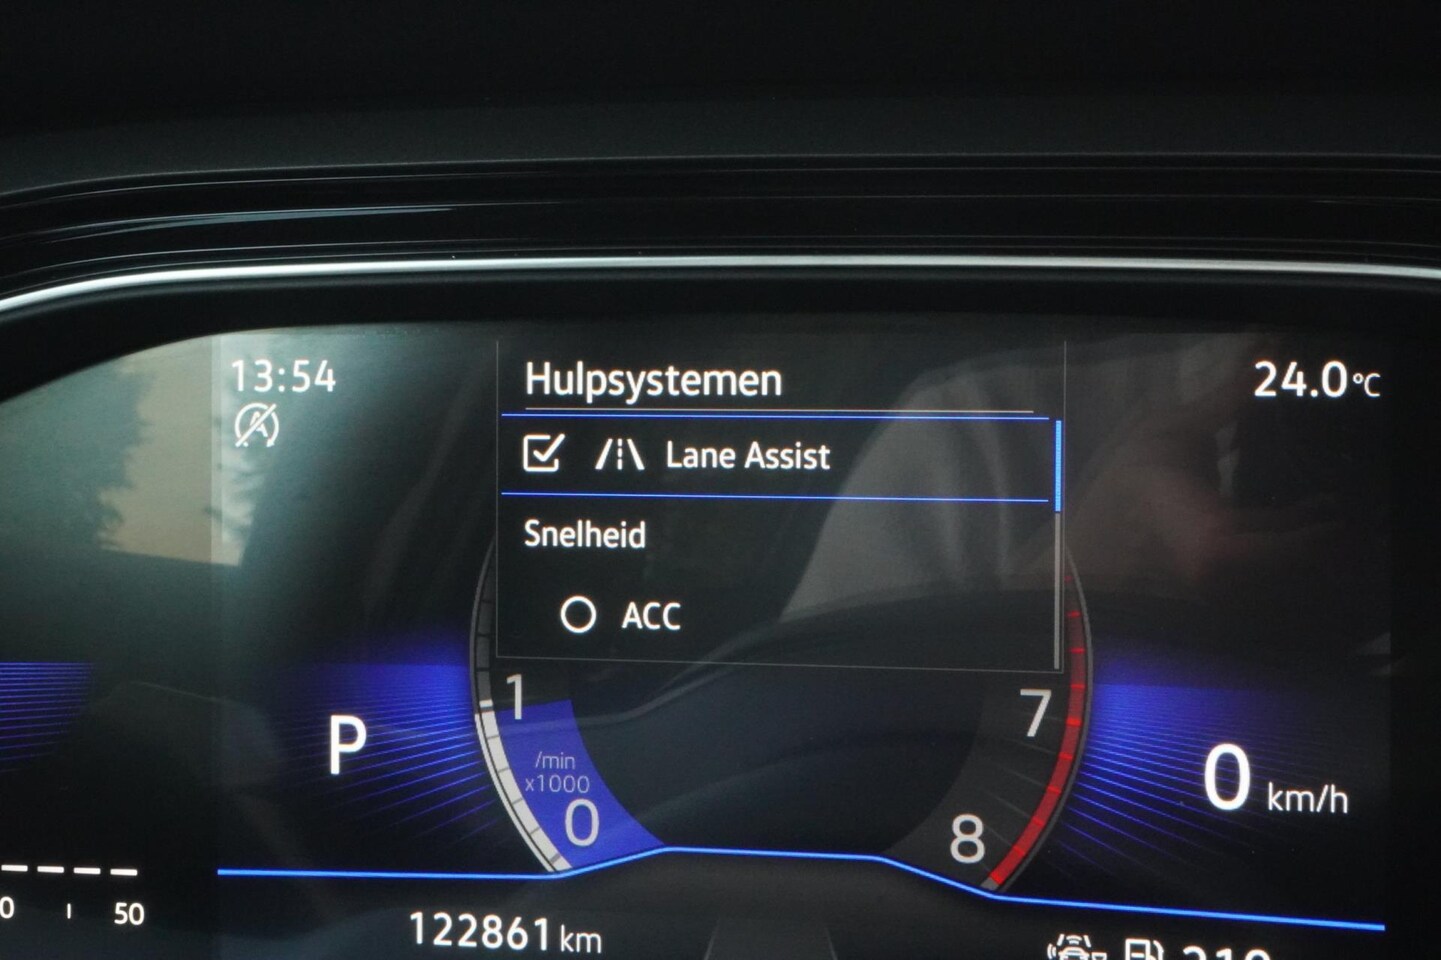 13:54
Hulpsystemen
24.0°C
Lane Assist
Snelheid
ACC
1
7
P
/min
x1000
0
8
0 km/h
50
122861 km